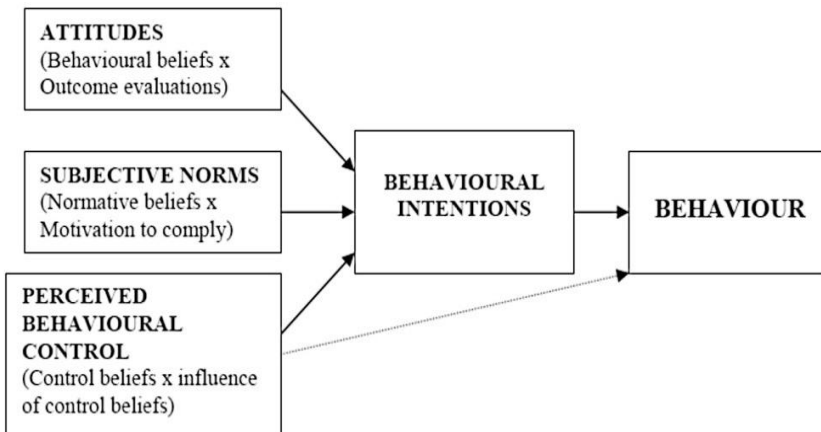 ATTITUDES
(Behavioural beliefs x
Outcome evaluations)
SUBJECTIVE NORMS
(Normative beliefs x
Motivation to comply)
PERCEIVED
BEHAVIOURAL
CONTROL
(Control beliefs x influence
of control beliefs)
BEHAVIOURAL
INTENTIONS
BEHAVIOUR